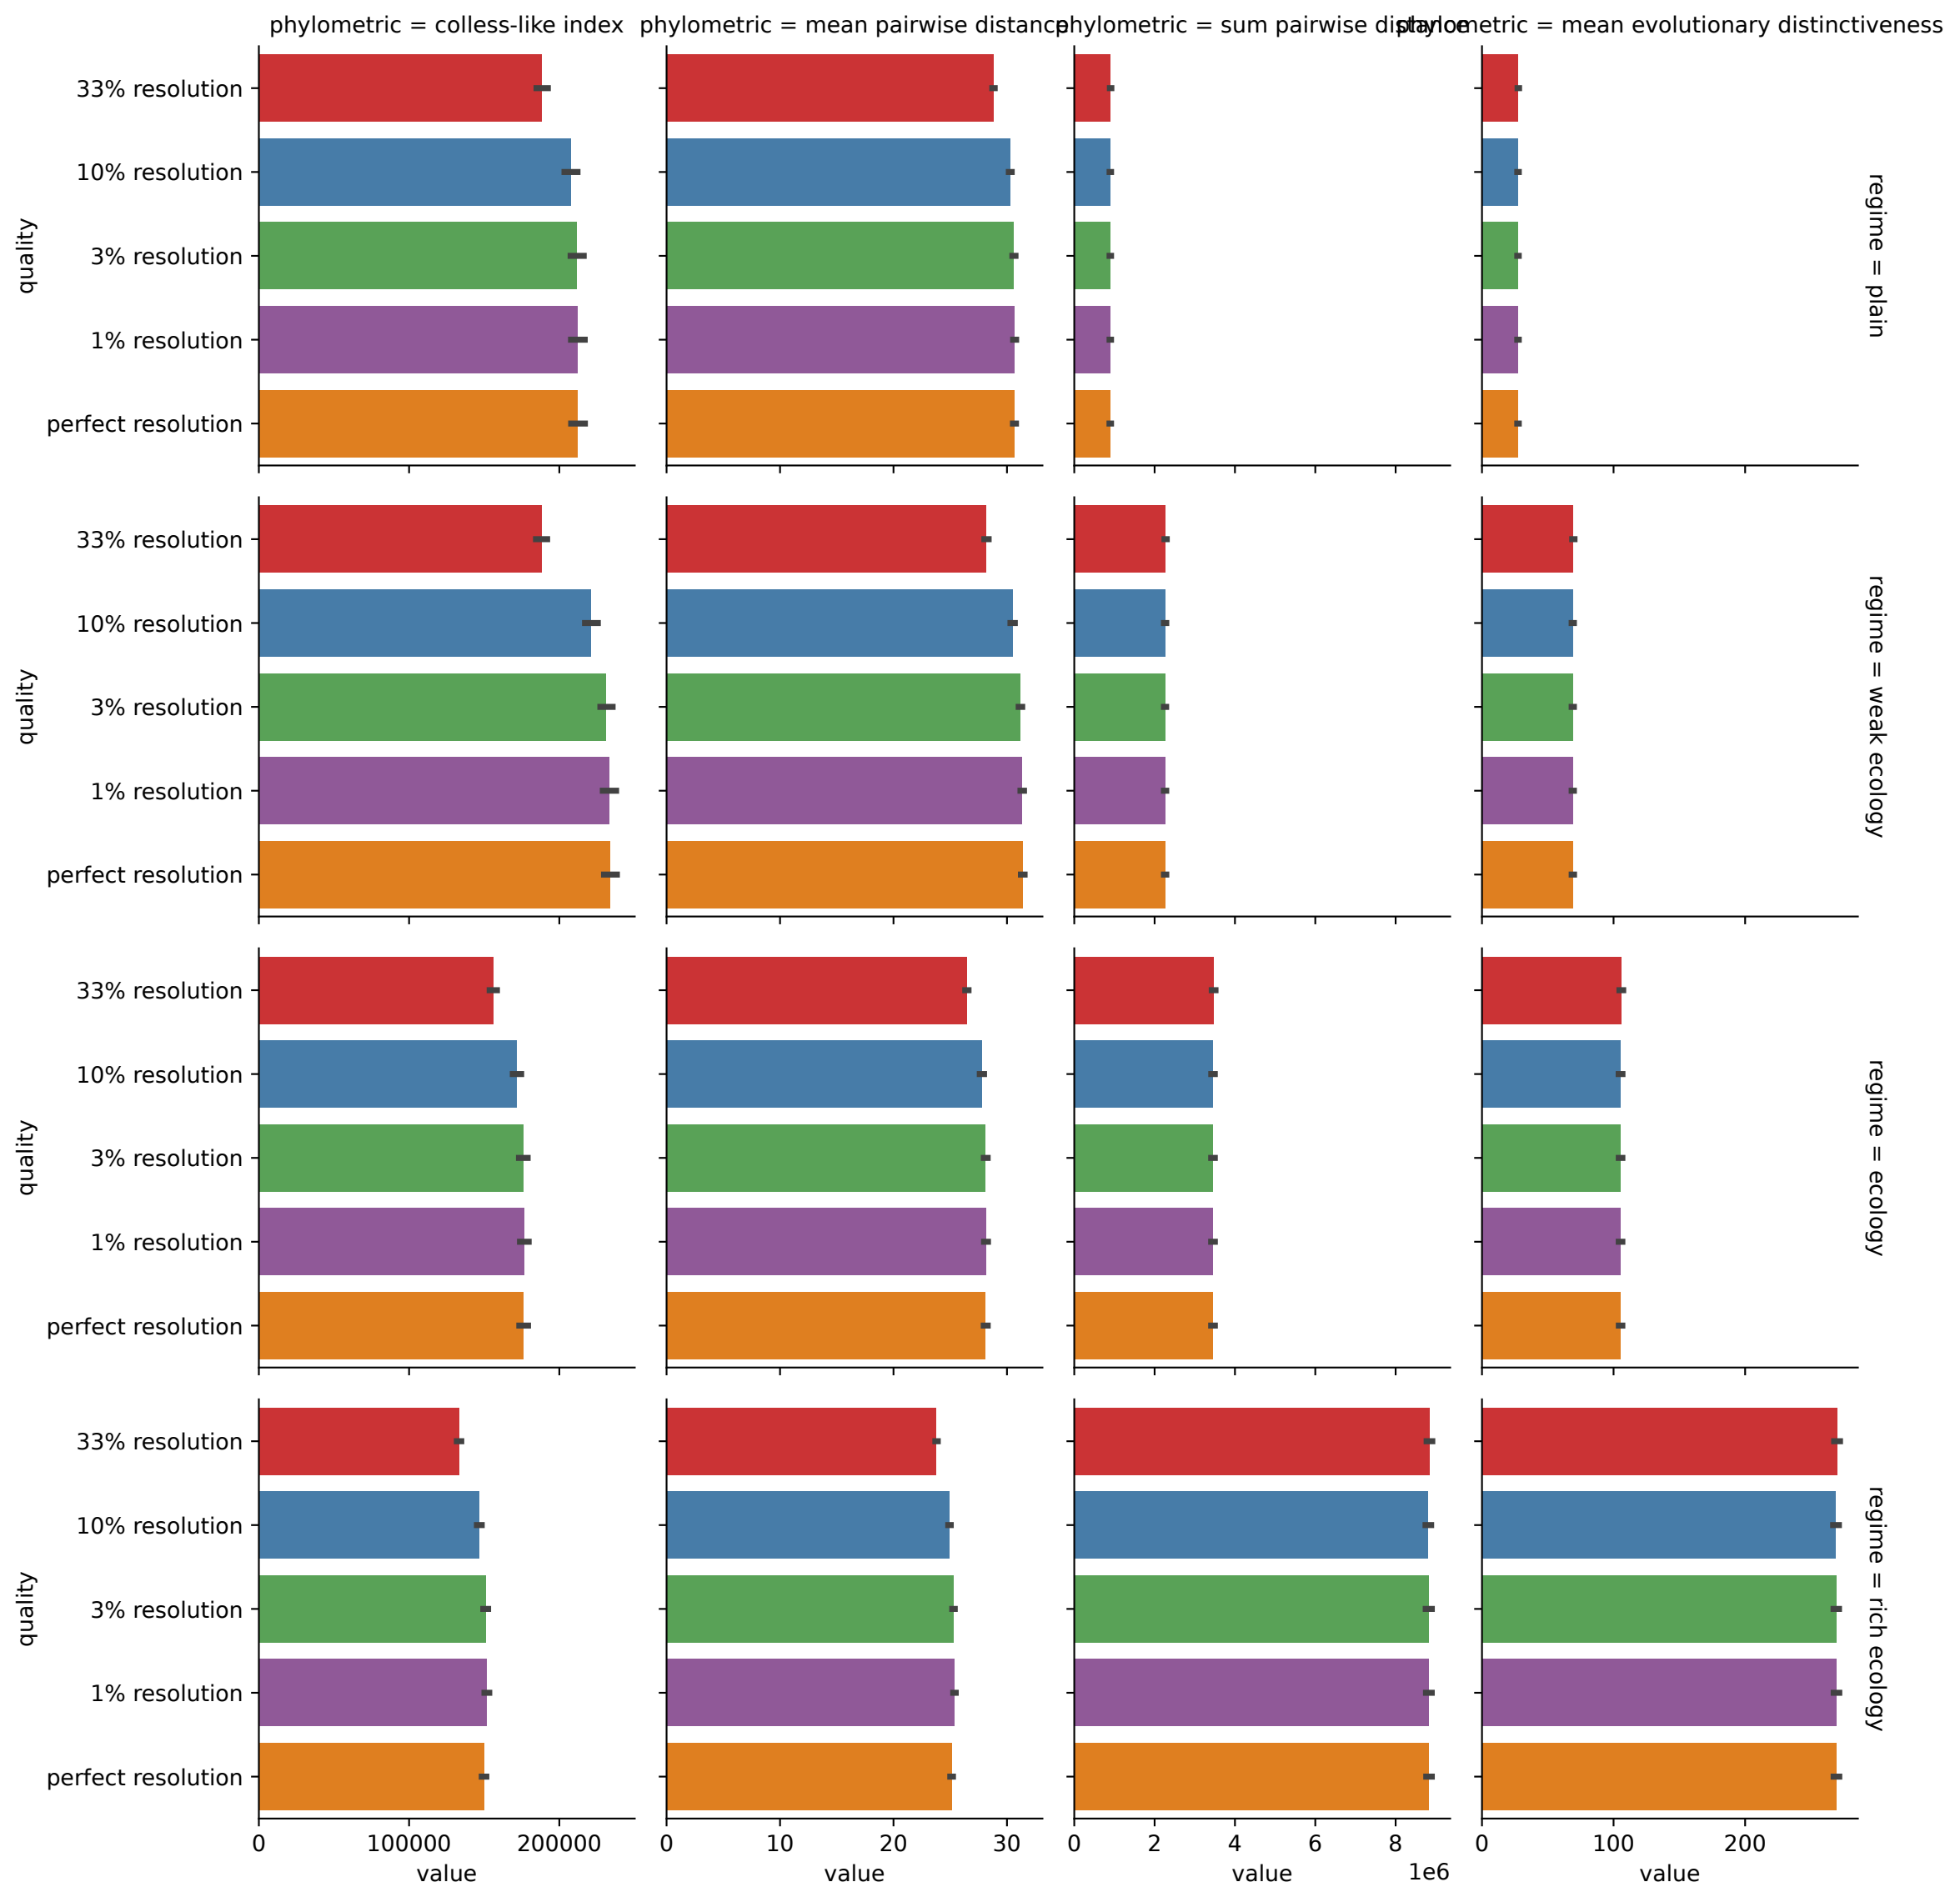 phylometric = colless-like index
phylometric = mean pairwise distance
phylometric = sum pairwise distance
phylometric = mean evolutionary distinctiveness
33% resolution
10% resolution
3% resolution
1% resolution
perfect resolution
quality
regime = plain
33% resolution
10% resolution
3% resolution
1% resolution
perfect resolution
quality
regime = weak ecology
33% resolution
10% resolution
3% resolution
1% resolution
perfect resolution
quality
regime = ecology
33% resolution
10% resolution
3% resolution
1% resolution
perfect resolution
quality
regime = rich ecology
0 100000 200000
value
0 10 20 30
value
0 2 4 6 8
1e6
value
0 100 200
value